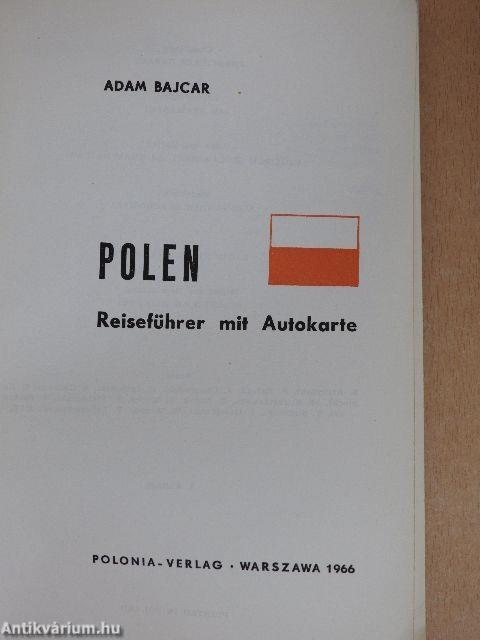 ADAM BAJCAR
POLEN
Reiseführer mit Autokarte
POLONIA-VERLAG · WARSZAWA 1966
Antikvárium.hu